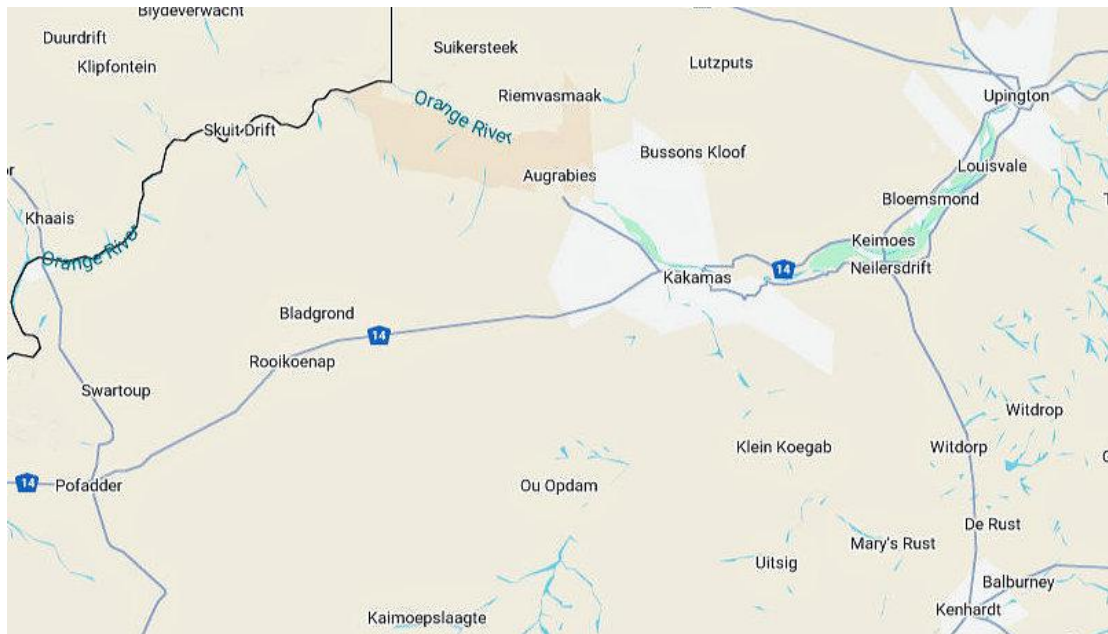 Blydeverwacht
Duurdrift
Suikersteek
Klipfontein
Lutzputs
Orange River
Riemvasmaak
Upington
Skuit Drift
Bussons Kloof
Louisvale
Augrabies
Bloemsmond
Khaais
Orange River
Keimoes
14
Neilersdrift
Kakamas
Bladgrond
14
Rooikoenap
Swartoup
Witdrop
Klein Koegab
Witdorp
14
Pofadder
Ou Opdam
De Rust
Mary's Rust
Uitsig
Balburney
Kenhardt
Kaimoepslaagte